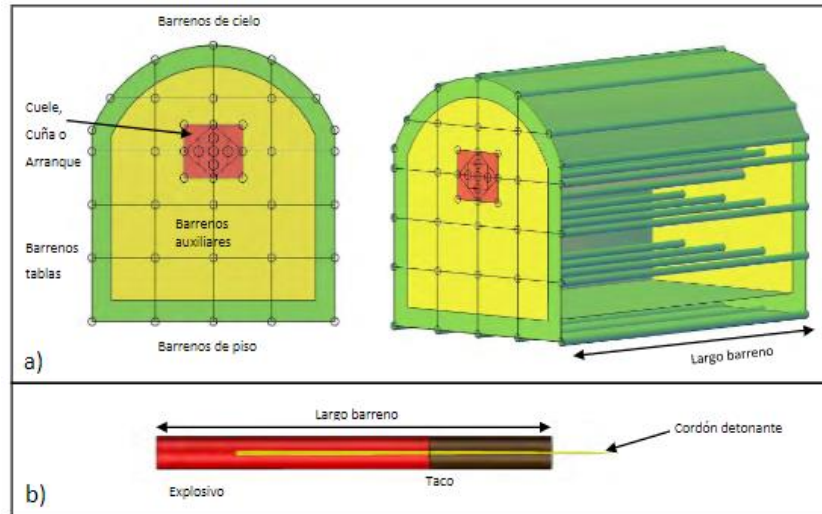 Barrenos de cielo
Cuele,
Cuña o
Arranque
Barrenos
auxiliares
Barrenos
tablas
Barrenos de piso
Largo barreno
a)
Largo barreno
Cordón detonante
Explosivo
Taco
b)